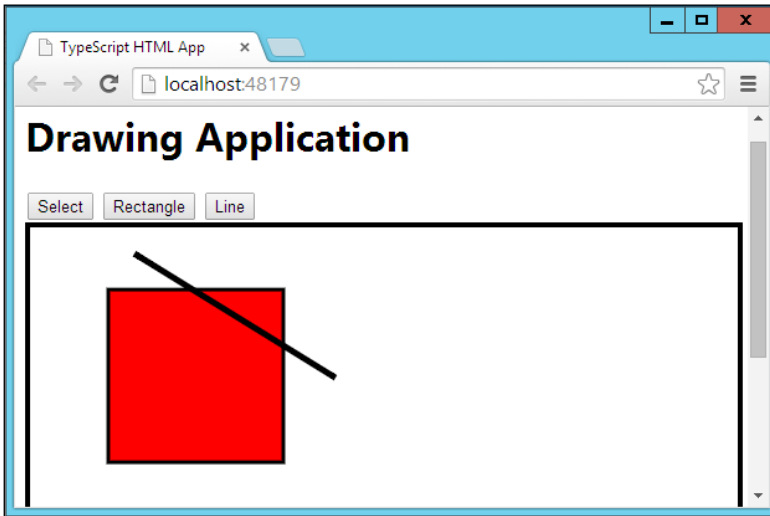 TypeScript HTML App
localhost:48179
Drawing Application
Select Rectangle Line